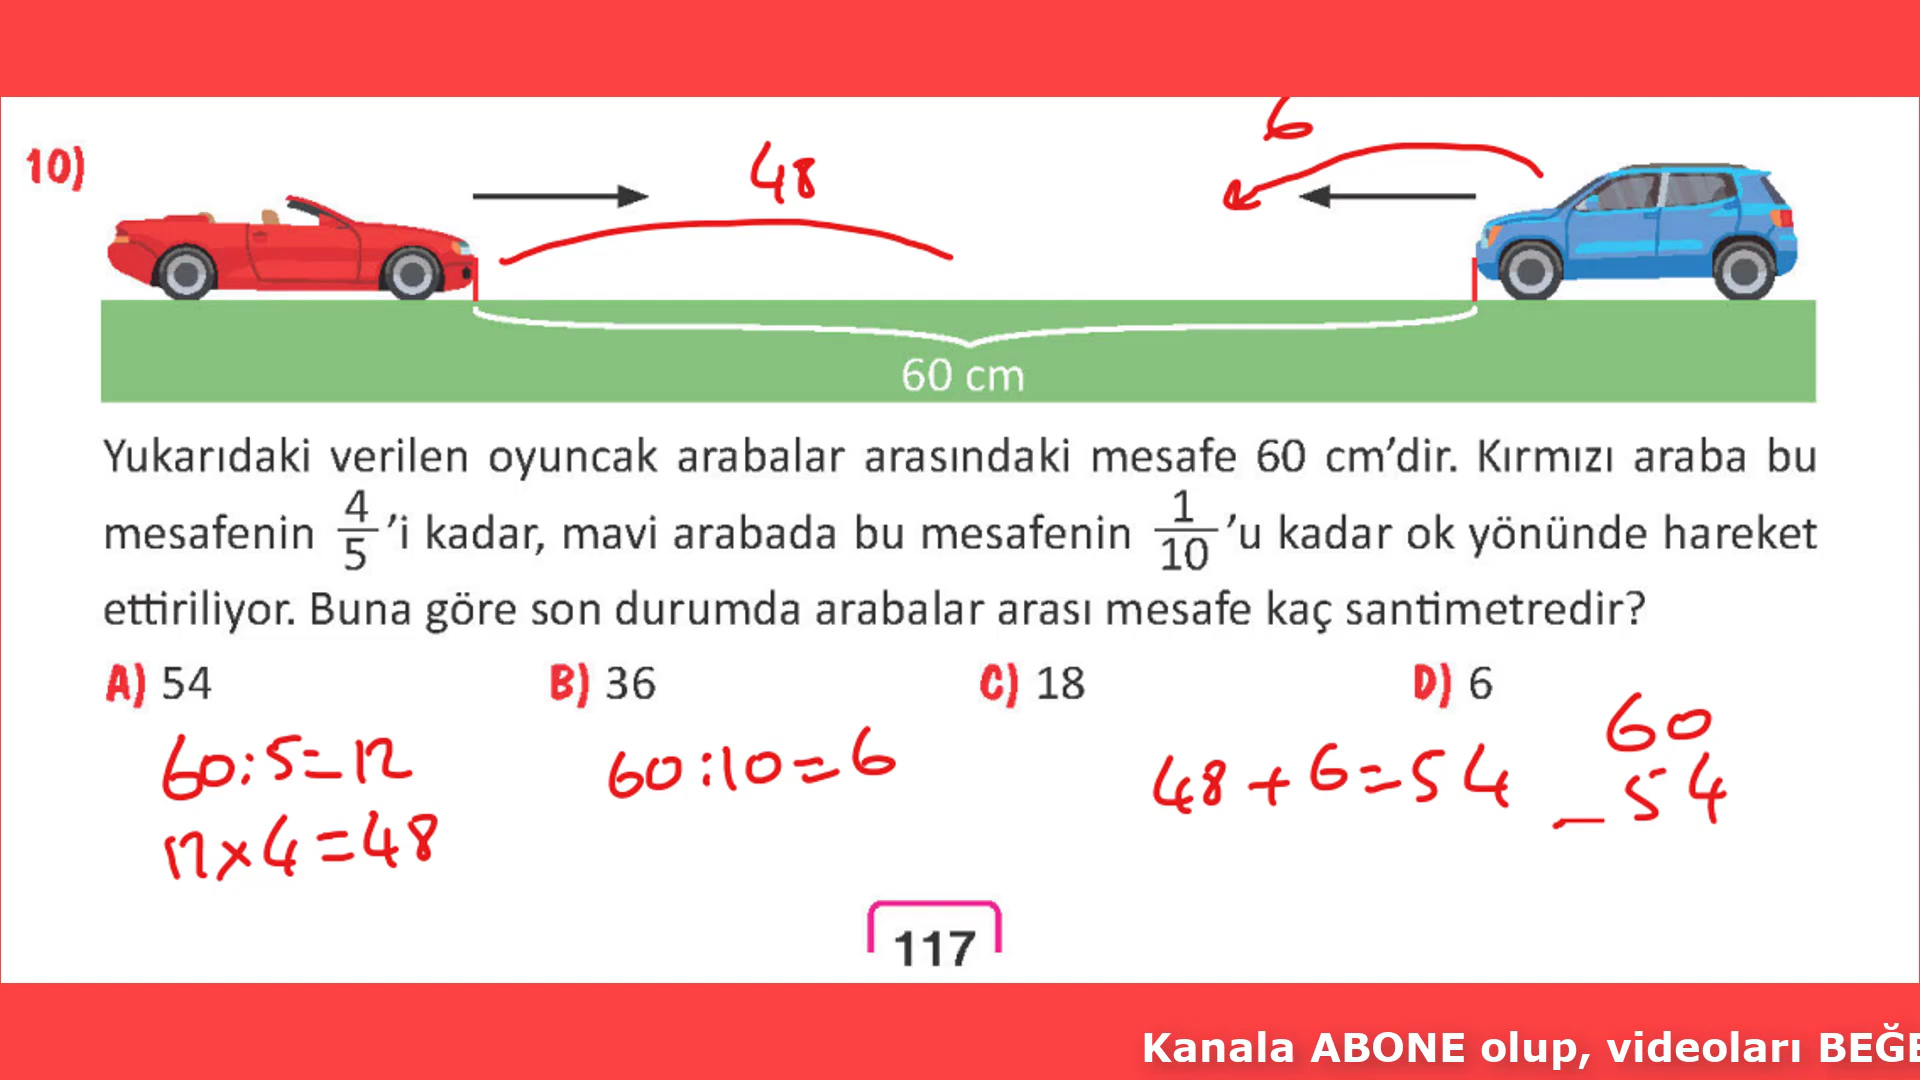 6
10)
48
60 cm
Yukarıdaki verilen oyuncak arabalar arasındaki mesafe 60 cm’dir. Kırmızı araba bu
mesafenin 4/5 ’i kadar, mavi arabada bu mesafenin 1/10 ’u kadar ok yönünde hareket
ettiriliyor. Buna göre son durumda arabalar arası mesafe kaç santimetredir?
A) 54 B) 36 C) 18 D) 6
60:5=12 60:10=6 48+6=54 60
12x4=48 - 54
117
Kanala ABONE olup, videoları BEĞE